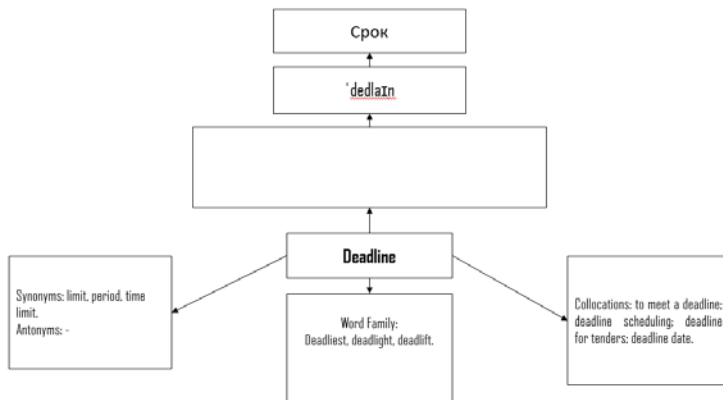 Срок
ˈdedlaɪn
Deadline
Synonyms: limit, period, time
limit.
Antonyms: -
Word Family:
Deadliest, deadlight, deadlift.
Collocations: to meet a deadline;
deadline scheduling; deadline
for tenders; deadline date.